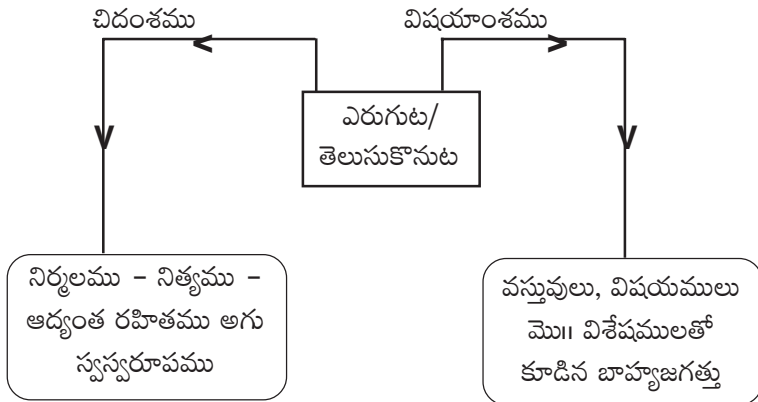 చిదంశము
విషయాంశము
ఎరుగుట/
తెలుసుకొనుట
నిర్మలము – నిత్యము –
ఆద్యంత రహితము అగు
స్వస్వరూపము
వస్తువులు, విషయములు
మొ॥ విశేషములతో
కూడిన బాహ్యజగత్తు